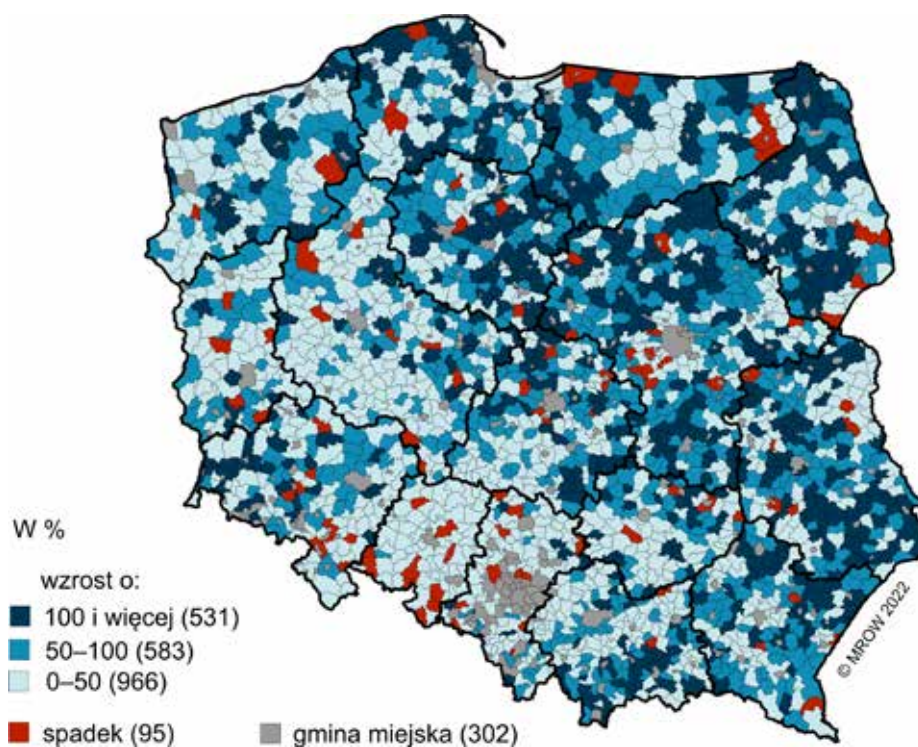 W %
wzrost o:
100 i więcej (531)
50–100 (583)
0–50 (966)
spadek (95)
gmina miejska (302)
© MROW 2022